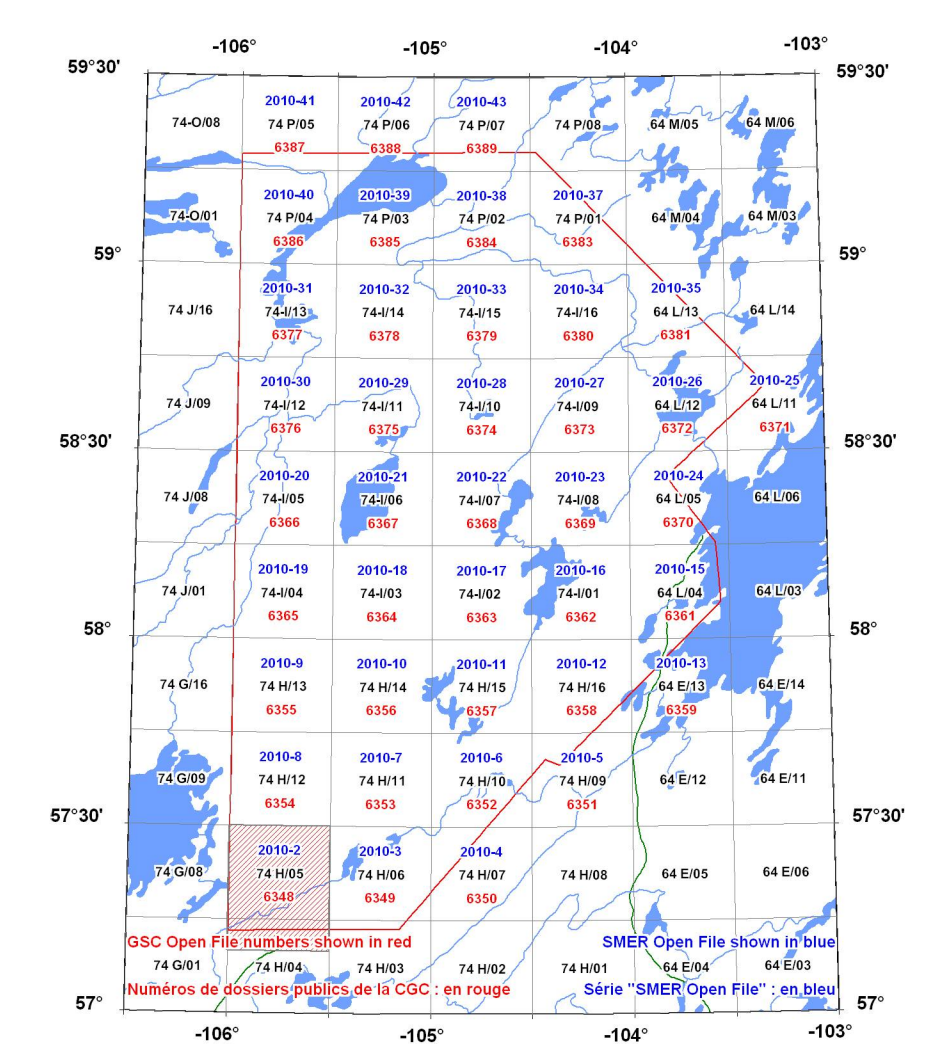 -106° -105° -104° -103°
59°30' 59°30'
2010-41 2010-42 2010-43
74-O/08 74 P/05 74 P/06 74 P/07 74 P/08 64 M/05 64 M/06
6387 6388 6389
2010-40 2010-39 2010-38 2010-37
74-O/01 74 P/04 74 P/03 74 P/02 74 P/01 64 M/04 64 M/03
6386 6385 6384 6383
59° 59°
2010-31 2010-32 2010-33 2010-34 2010-35
74 J/16 74-I/13 74-I/14 74-I/15 74-I/16 64 L/13 64 L/14
6377 6378 6379 6380 6381
2010-30 2010-29 2010-28 2010-27 2010-26 2010-25
74 J/09 74-I/12 74-I/11 74-I/10 74-I/09 64 L/12 64 L/11
6376 6375 6374 6373 6372 6371
58°30' 58°30'
2010-20 2010-21 2010-22 2010-23 2010-24
74 J/08 74-I/05 74-I/06 74-I/07 74-I/08 64 L/05 64 L/06
6366 6367 6368 6369 6370
2010-19 2010-18 2010-17 2010-16 2010-15
74 J/01 74-I/04 74-I/03 74-I/02 74-I/01 64 L/04 64 L/03
6365 6364 6363 6362 6361
58° 58°
2010-9 2010-10 2010-11 2010-12 2010-13
74 G/16 74 H/13 74 H/14 74 H/15 74 H/16 64 E/13 64 E/14
6355 6356 6357 6358 6359
2010-8 2010-7 2010-6 2010-5
74 G/09 74 H/12 74 H/11 74 H/10 74 H/09 64 E/12 64 E/11
6354 6353 6352 6351
57°30' 57°30'
2010-2 2010-3 2010-4
74 G/08 74 H/05 74 H/06 74 H/07 74 H/08 64 E/05 64 E/06
6348 6349 6350
GSC Open File numbers shown in red SMER Open File shown in blue
74 G/01 74 H/04 74 H/03 74 H/02 74 H/01 64 E/04 64 E/03
Numéros de dossiers publics de la CGC : en rouge Série "SMER Open File" : en bleu
57° 57°
-106° -105° -104° -103°